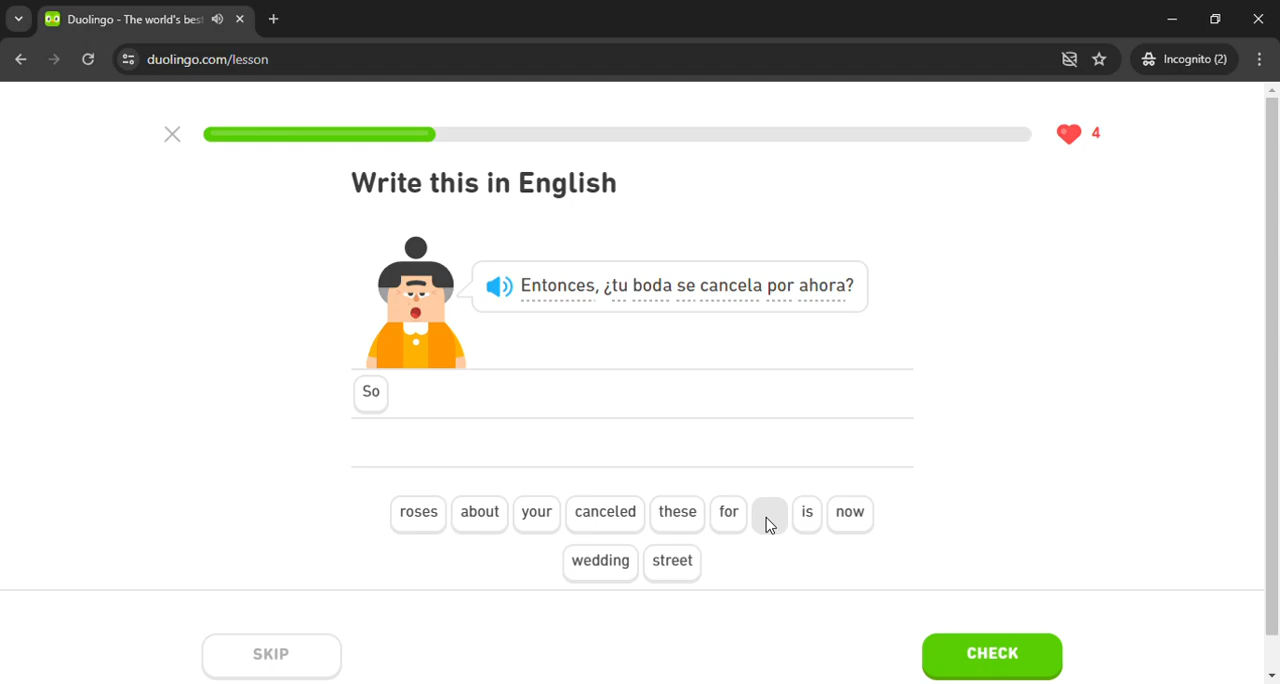 Duolingo - The world's bes
duolingo.com/lesson
Incognito (2)
4
Write this in English
Entonces, ¿tu boda se cancela por ahora?
So
roses about your canceled these for is now
wedding street
SKIP
CHECK